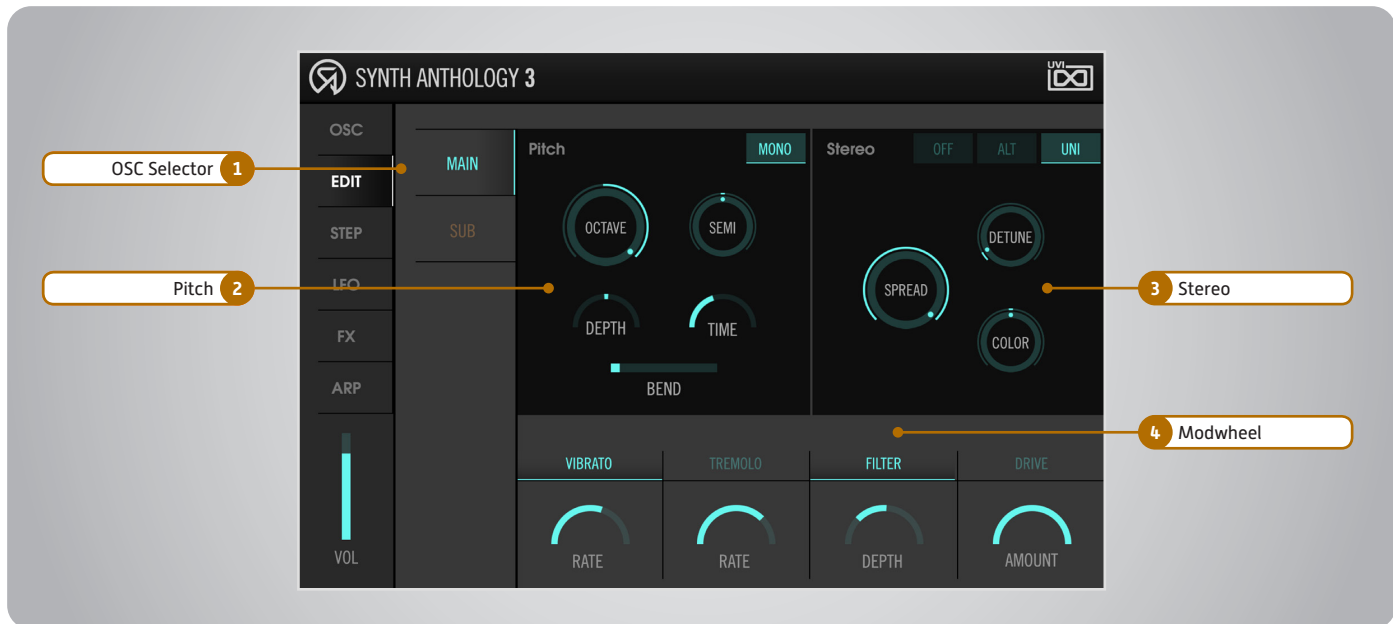 SYNTH ANTHOLOGY 3
UVI
OSC
EDIT
STEP
LFO
FX
ARP
VOL
MAIN
SUB
Pitch
MONO
OCTAVE
SEMI
DEPTH
TIME
BEND
Stereo
OFF
ALT
UNI
SPREAD
DETUNE
COLOR
VIBRATO
TREMOLO
FILTER
DRIVE
RATE
RATE
DEPTH
AMOUNT
OSC Selector 1
Pitch 2
3 Stereo
4 Modwheel